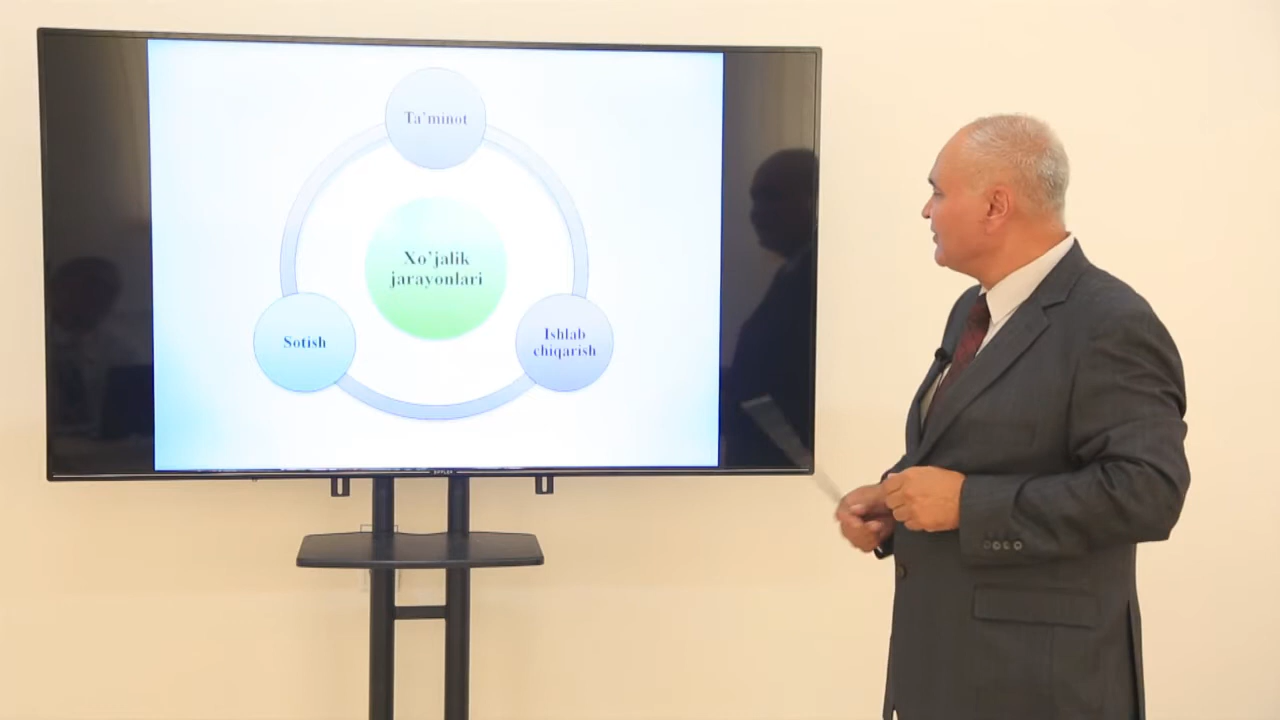 Ta'minot
Xo'jalik
jarayonlari
Sotish
Ishlab
chiqarish